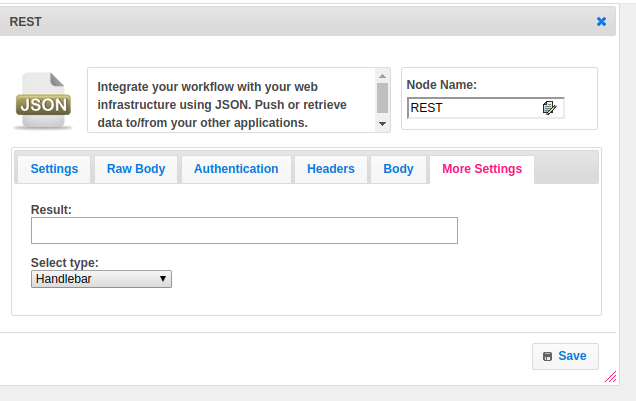 REST
JSON
Integrate your workflow with your web
infrastructure using JSON. Push or retrieve
data to/from your other applications.
Node Name:
REST
Settings
Raw Body
Authentication
Headers
Body
More Settings
Result:
Select type:
Handlebar
Save